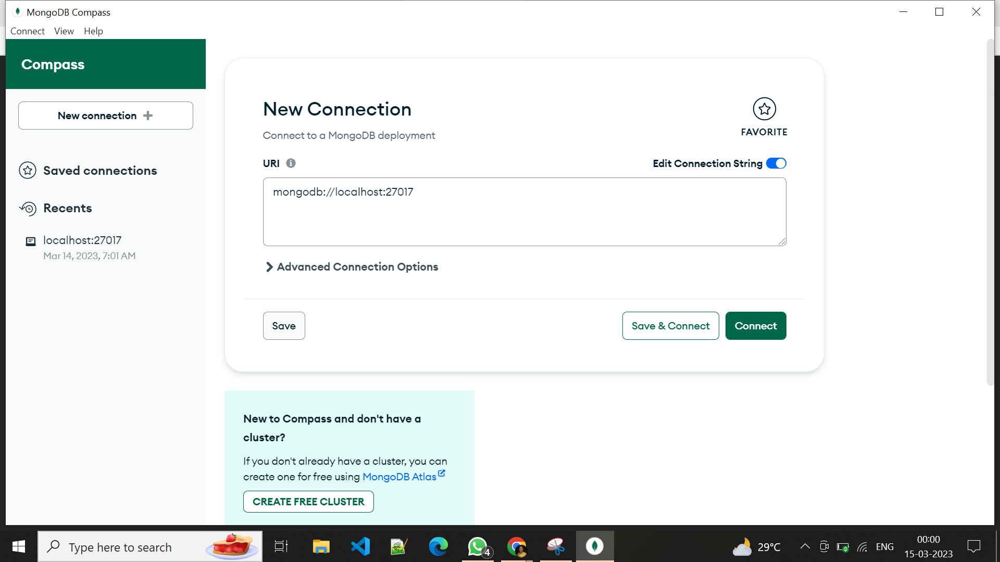 MongoDB Compass
Connect View Help
Compass
New connection
Saved connections
Recents
localhost:27017
Mar 14, 2023, 7:01 AM
New Connection
Connect to a MongoDB deployment
FAVORITE
URI
Edit Connection String
mongodb://localhost:27017
Advanced Connection Options
Save
Save & Connect
Connect
New to Compass and don't have a
cluster?
If you don't already have a cluster, you can
create one for free using MongoDB Atlas
CREATE FREE CLUSTER
Type here to search
4
29°C
ENG
00:00
15-03-2023